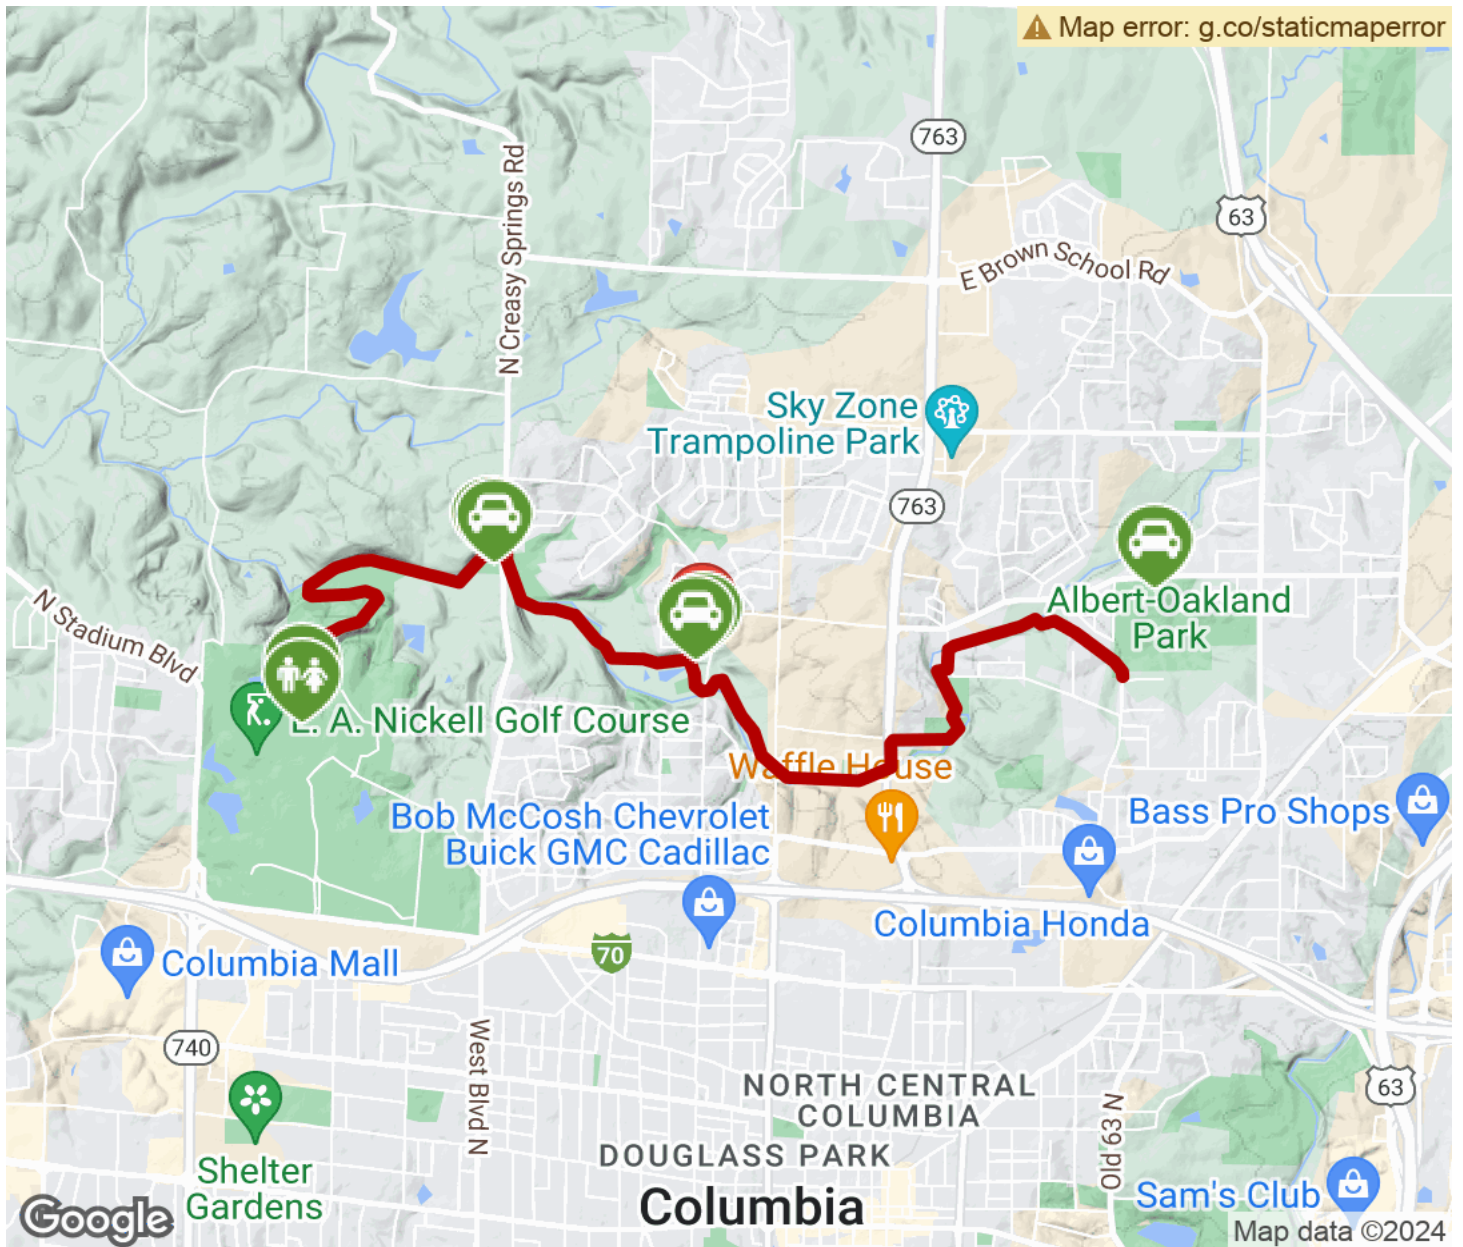 Map error: g.co/staticmaperror
763
N Creasy Springs Rd
63
E Brown School Rd
Sky Zone
Trampoline Park
763
N Stadium Blvd
Albert-Oakland
Park
L. A. Nickell Golf Course
Waffle House
Bob McCosh Chevrolet
Buick GMC Cadillac
Bass Pro Shops
Columbia Honda
70
Columbia Mall
740
West Blvd N
NORTH CENTRAL
COLUMBIA
63
Old 63 N
DOUGLASS PARK
Shelter
Gardens
Columbia
Sam's Club
Google
Map data ©2024